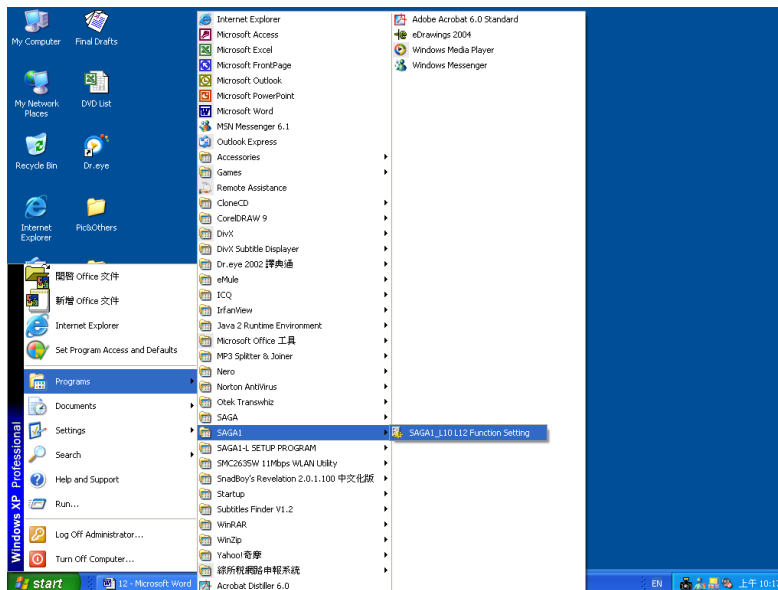 My Computer
Final Drafts
My Network Places
DVD List
Recycle Bin
Dr.eye
Internet Explorer
Pic&Others
開啓 Office 文件
新增 Office 文件
Internet Explorer
Set Program Access and Defaults
Programs
Documents
Settings
Search
Help and Support
Run...
Log Off Administrator...
Turn Off Computer...
Windows XP Professional
Internet Explorer
Microsoft Access
Microsoft Excel
Microsoft FrontPage
Microsoft Outlook
Microsoft PowerPoint
Microsoft Word
MSN Messenger 6.1
Outlook Express
Accessories
Games
Remote Assistance
CloneCD
CorelDRAW 9
DivX
DivX Subtitle Displayer
Dr.eye 2002 譯典通
eMule
ICQ
IrfanView
Java 2 Runtime Environment
Microsoft Office 工具
MP3 Splitter & Joiner
Nero
Norton AntiVirus
Otek Transwhiz
SAGA
SAGA1
SAGA1-L SETUP PROGRAM
SMC2635W 11Mbps WLAN Utility
SnadBoy's Revelation 2.0.1.100 中文化版
Startup
Subtitles Finder V1.2
WinRAR
WinZip
Yahoo!奇摩
綜所稅網路申報系統
Acrobat Distiller 6.0
Adobe Acrobat 6.0 Standard
eDrawings 2004
Windows Media Player
Windows Messenger
SAGA1_L10 L12 Function Setting
start
12 - Microsoft Word
EN
上午 10:1